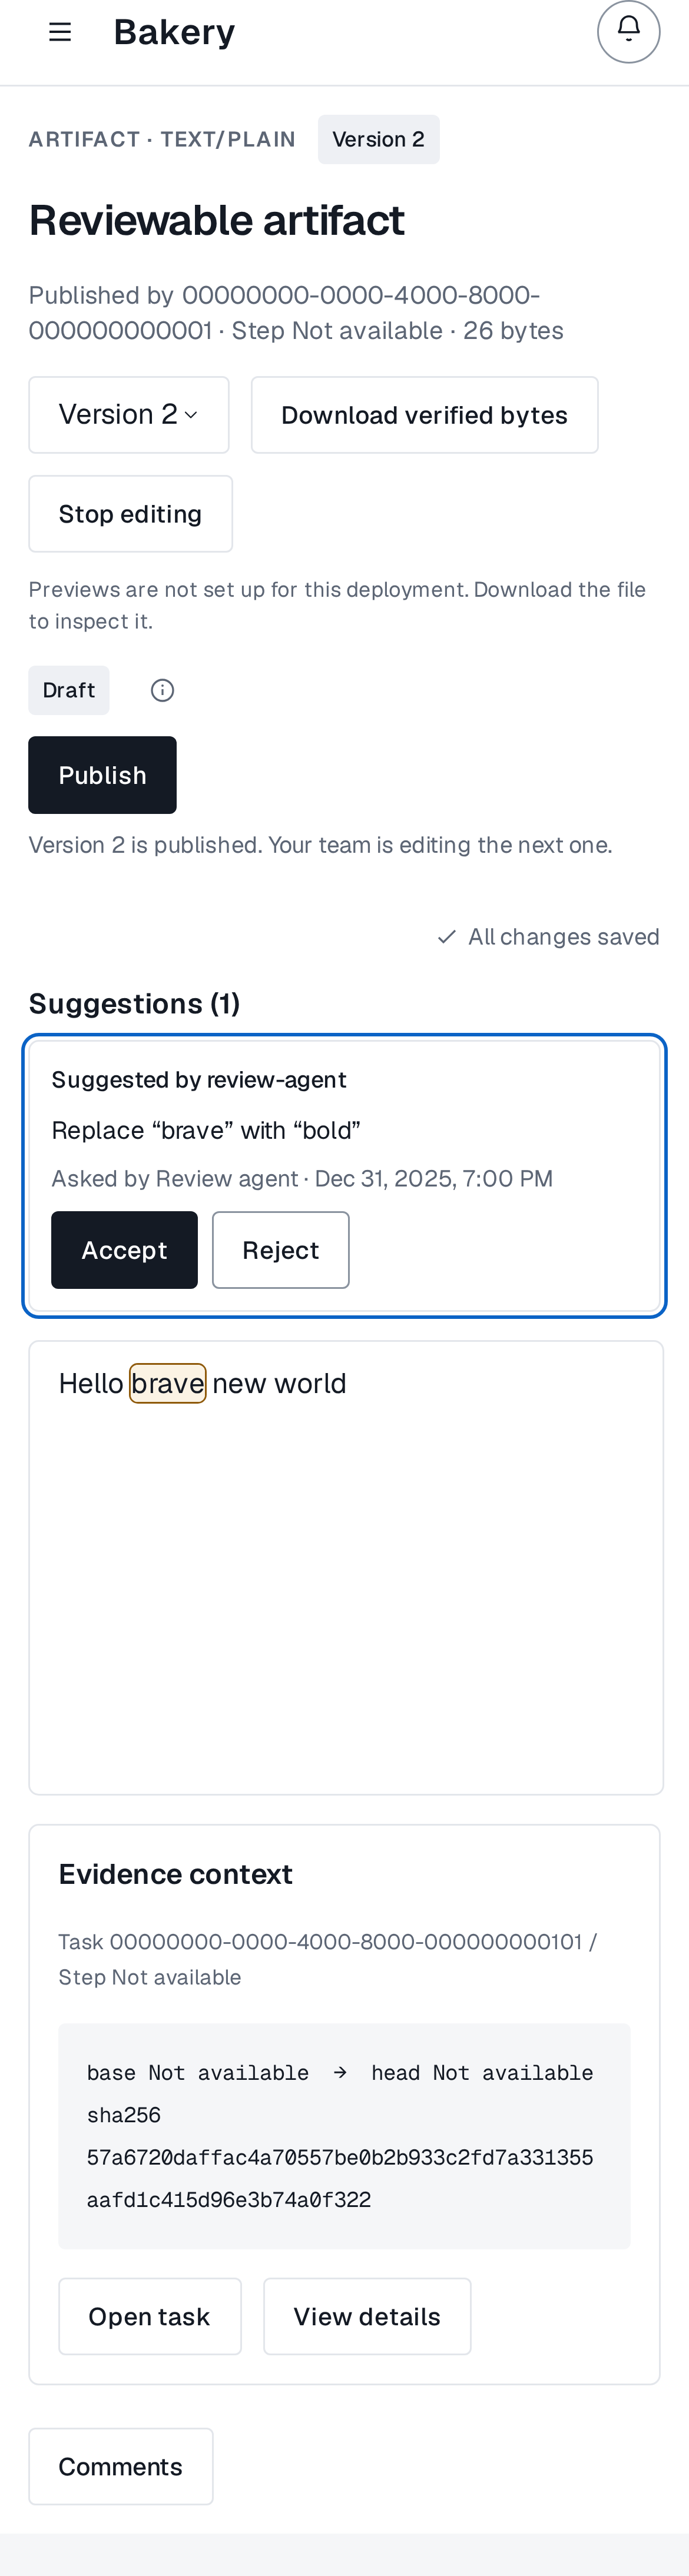 Bakery
ARTIFACT · TEXT/PLAIN Version 2
Reviewable artifact
Published by 00000000-0000-4000-8000-
000000000001 · Step Not available · 26 bytes
Version 2 Download verified bytes
Stop editing
Previews are not set up for this deployment. Download the file
to inspect it.
Draft
Publish
Version 2 is published. Your team is editing the next one.
All changes saved
Suggestions (1)
Suggested by review-agent
Replace “brave” with “bold”
Asked by Review agent · Dec 31, 2025, 7:00 PM
Accept Reject
Hello brave new world
Evidence context
Task 00000000-0000-4000-8000-000000000101 /
Step Not available
base Not available → head Not available
sha256
57a6720daffac4a70557be0b2b933c2fd7a331355
aafd1c415d96e3b74a0f322
Open task View details
Comments